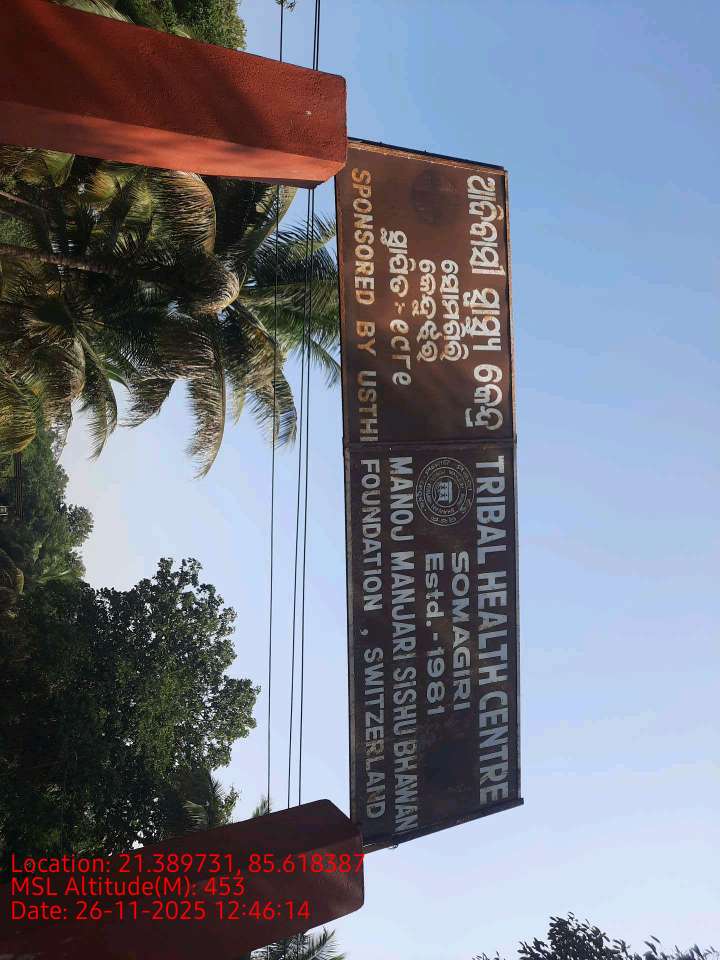 ଆଦିବାସୀ ସ୍ୱାସ୍ଥ୍ୟ କେନ୍ଦ୍ର
ସୋମଗିରି
କେନ୍ଦୁଝର
ସ୍ଥାପିତ-୧୯୮୧
TRIBAL HEALTH CENTRE
SOMAGIRI
Estd.-1981
MANOJ MANJARI SISHU BHAWAN
SPONSORED BY USTHI FOUNDATION, SWITZERLAND
Location: 21.389731, 85.618387
MSL Altitude(M): 453
Date: 26-11-2025 12:46:14